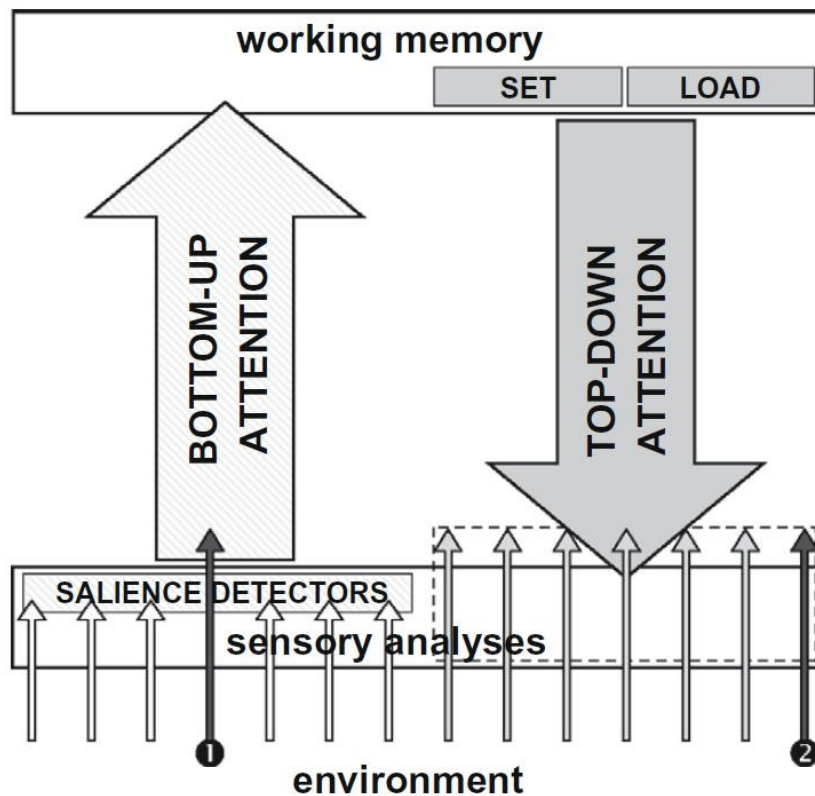 working memory
SET
LOAD
BOTTOM-UP
ATTENTION
TOP-DOWN
ATTENTION
SALIENCE DETECTORS
sensory analyses
1
2
environment